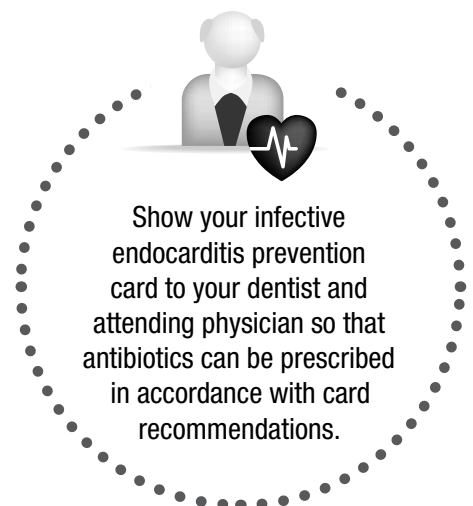 Show your infective
endocarditis prevention
card to your dentist and
attending physician so that
antibiotics can be prescribed
in accordance with card
recommendations.